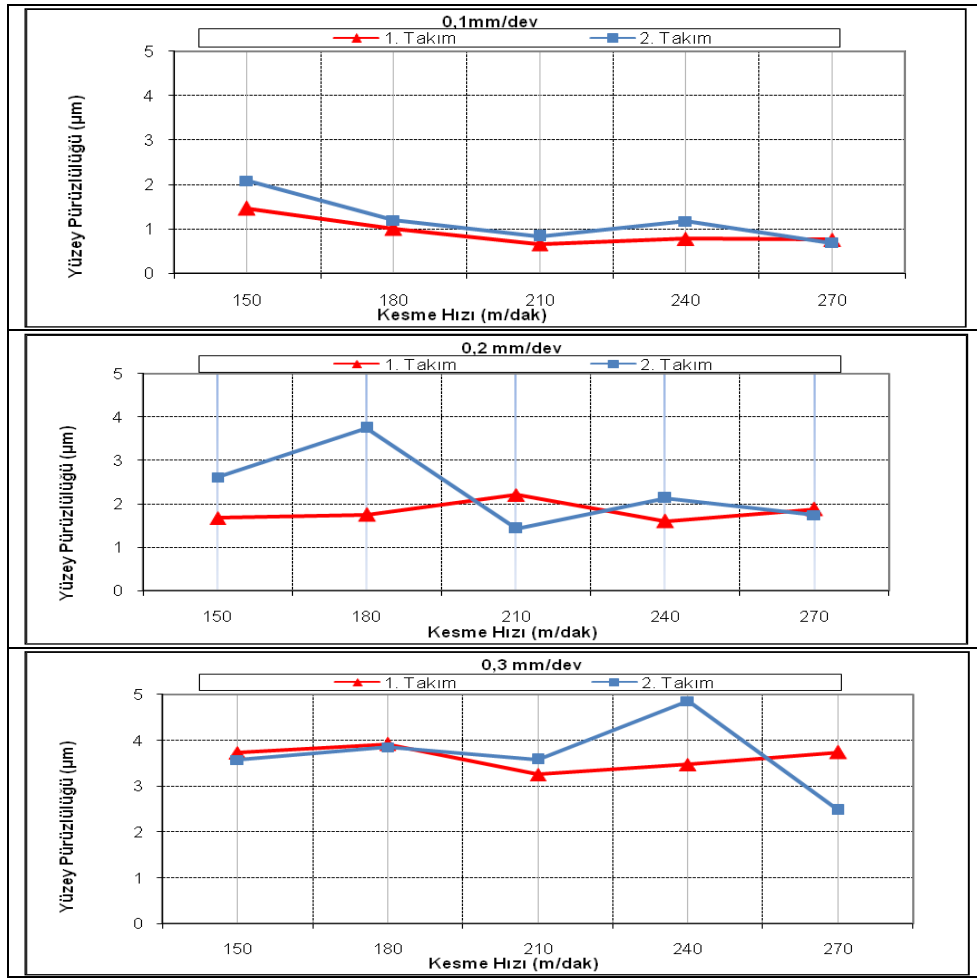 0,1mm/dev
1. Takım 2. Takım
Yüzey Pürüzlülüğü (µm)
5
4
3
2
1
0
150 180 210 240 270
Kesme Hızı (m/dak)
0,2 mm/dev
1. Takım 2. Takım
Yüzey Pürüzlülüğü (µm)
5
4
3
2
1
0
150 180 210 240 270
Kesme Hızı (m/dak)
0,3 mm/dev
1. Takım 2. Takım
Yüzey Pürüzlülüğü (µm)
5
4
3
2
1
0
150 180 210 240 270
Kesme Hızı (m/dak)